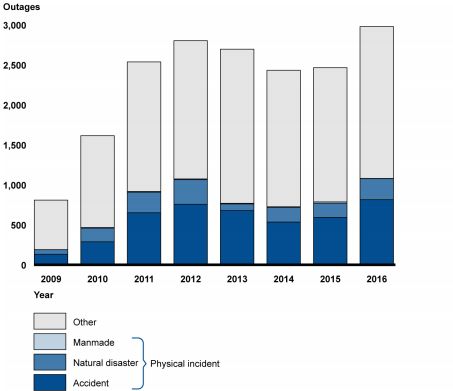 Outages
3,000
2,500
2,000
1,500
1,000
500
0
2009 2010 2011 2012 2013 2014 2015 2016
Year
Other
Manmade
Natural disaster
Physical incident
Accident